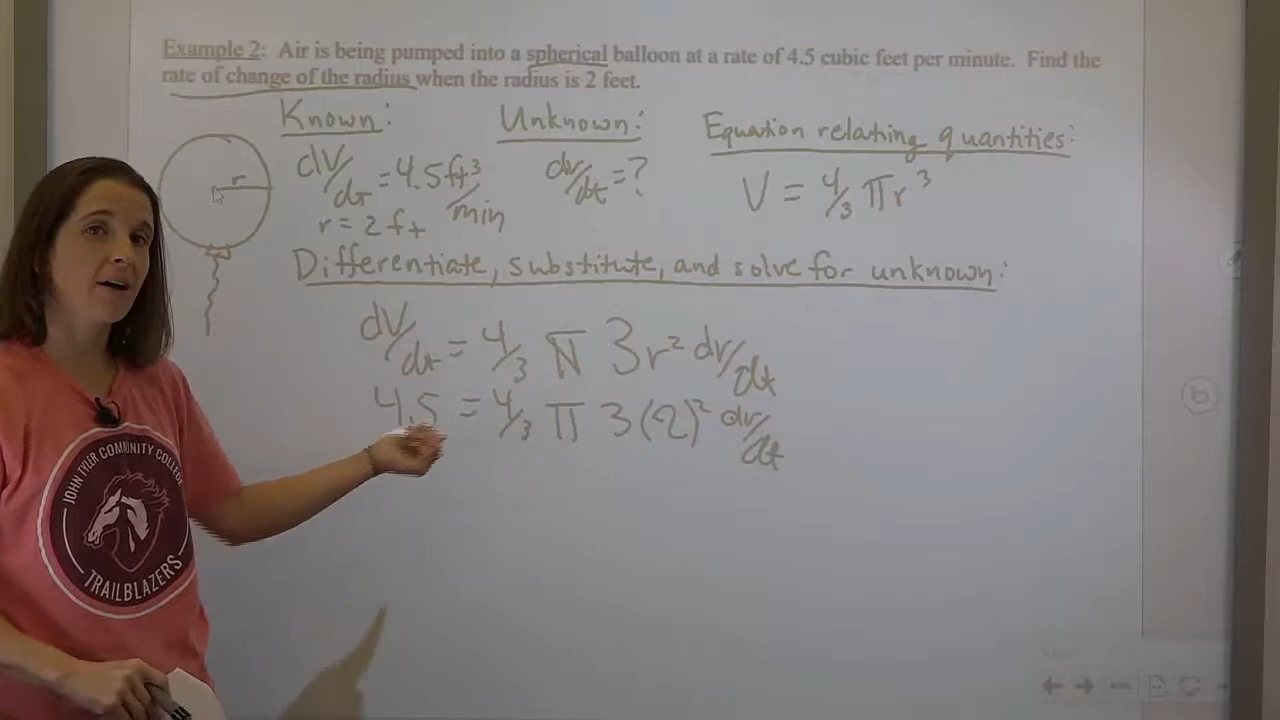 Example 2: Air is being pumped into a spherical balloon at a rate of 4.5 cubic feet per minute. Find the
rate of change of the radius when the radius is 2 feet.
Known:
dV/dt = 4.5 ft³/min
r = 2 ft
Unknown:
dr/dt = ?
Equation relating quantities:
V = 4/3 πr³
r
Differentiate, substitute, and solve for unknown:
dV/dt = 4/3 π 3r² dr/dt
4.5 = 4/3 π 3(2)² dr/dt
JOHN TYLER COMMUNITY COLLEGE
TRAILBLAZERS